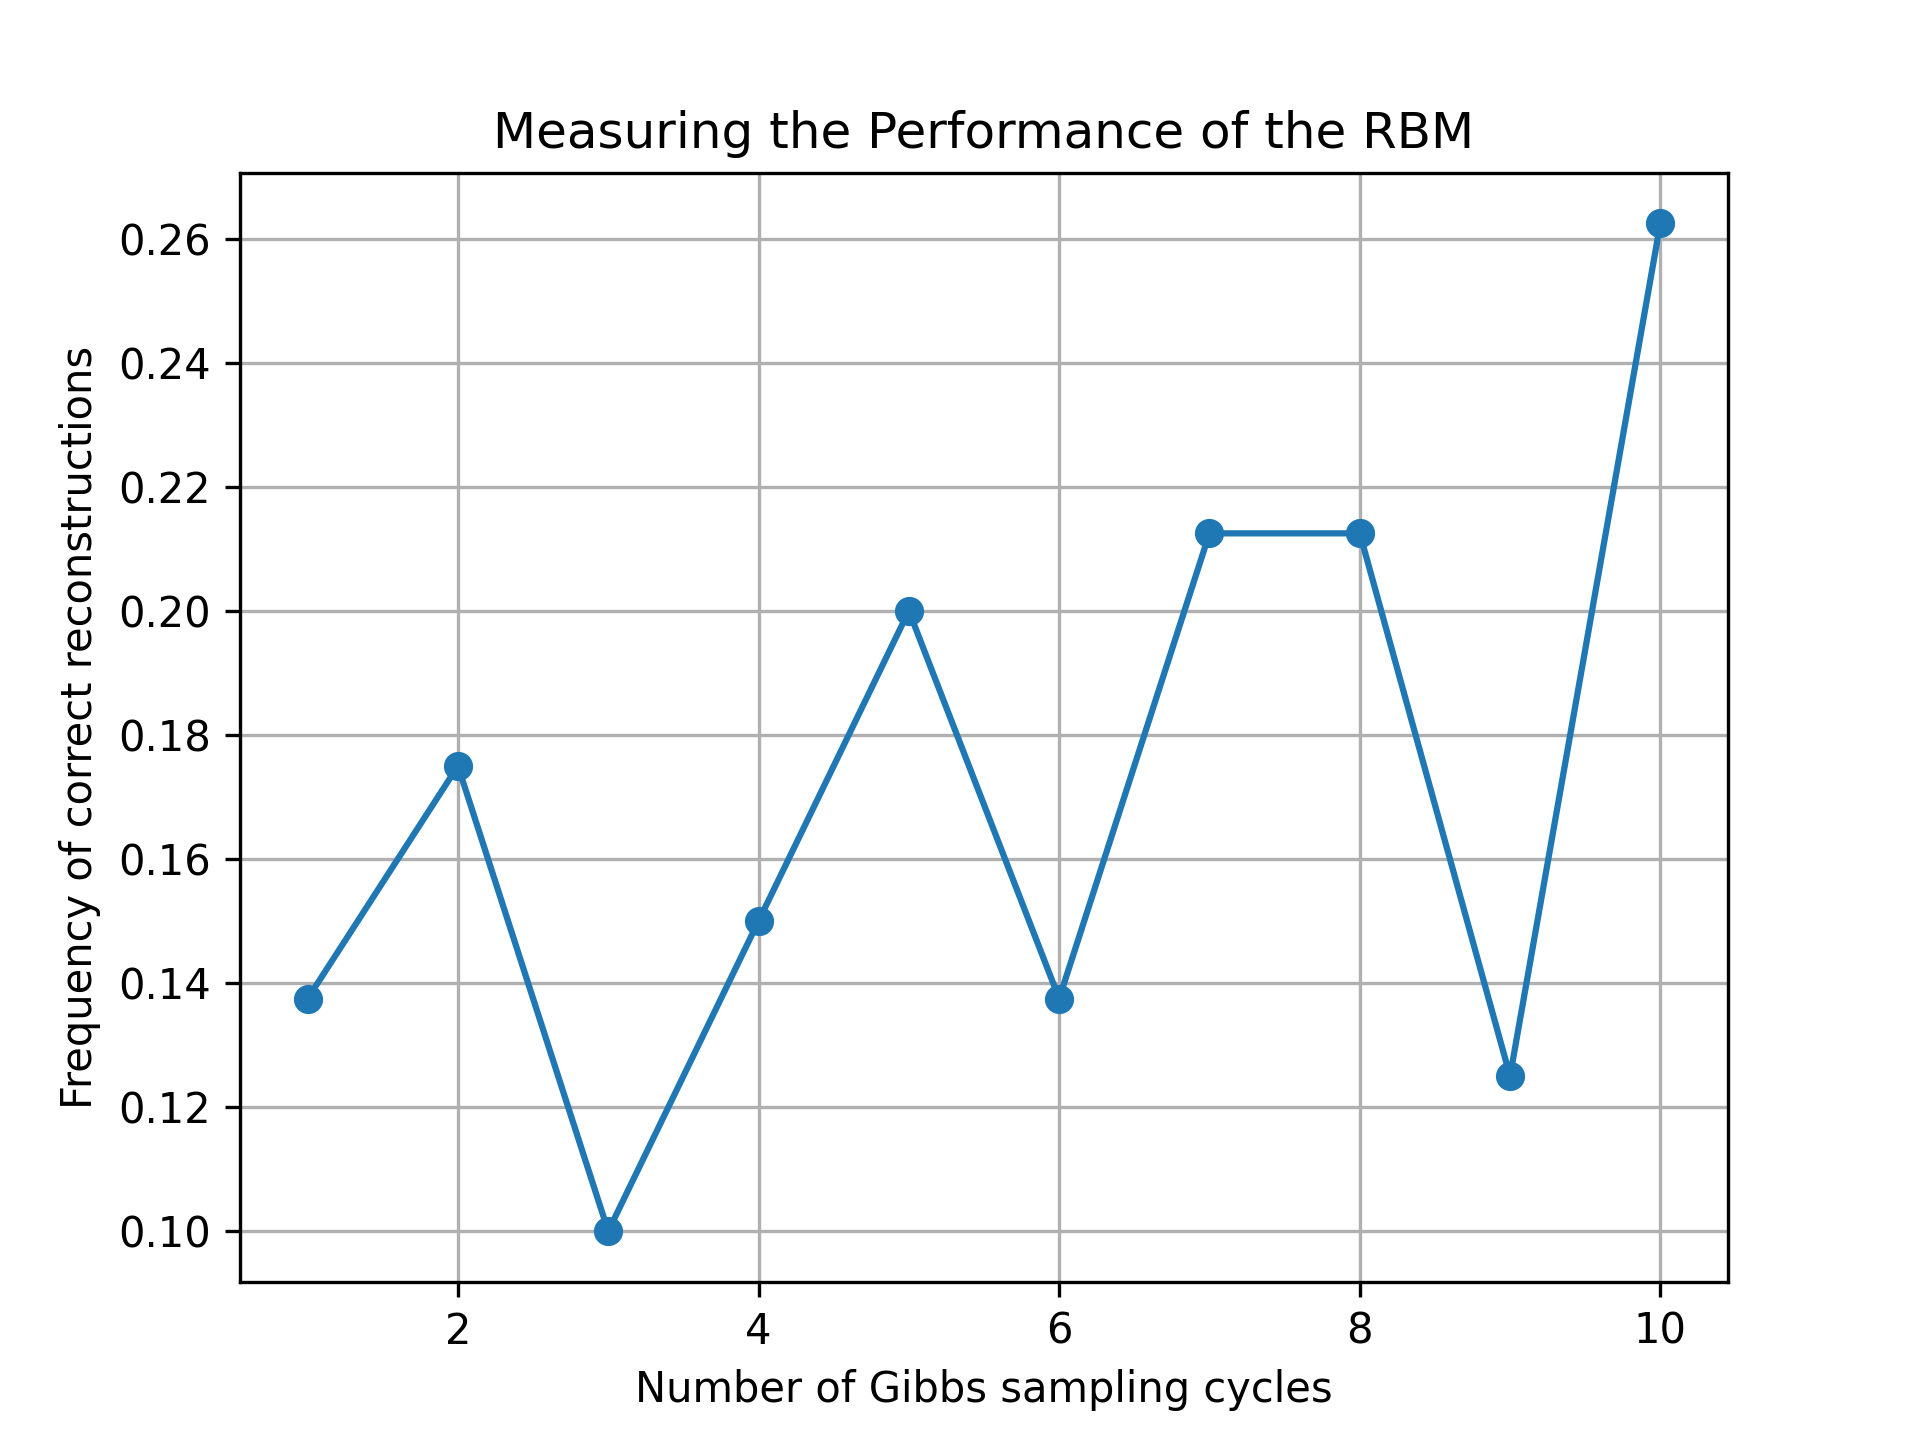 Measuring the Performance of the RBM
Frequency of correct reconstructions
0.26
0.24
0.22
0.20
0.18
0.16
0.14
0.12
0.10
2 4 6 8 10
Number of Gibbs sampling cycles